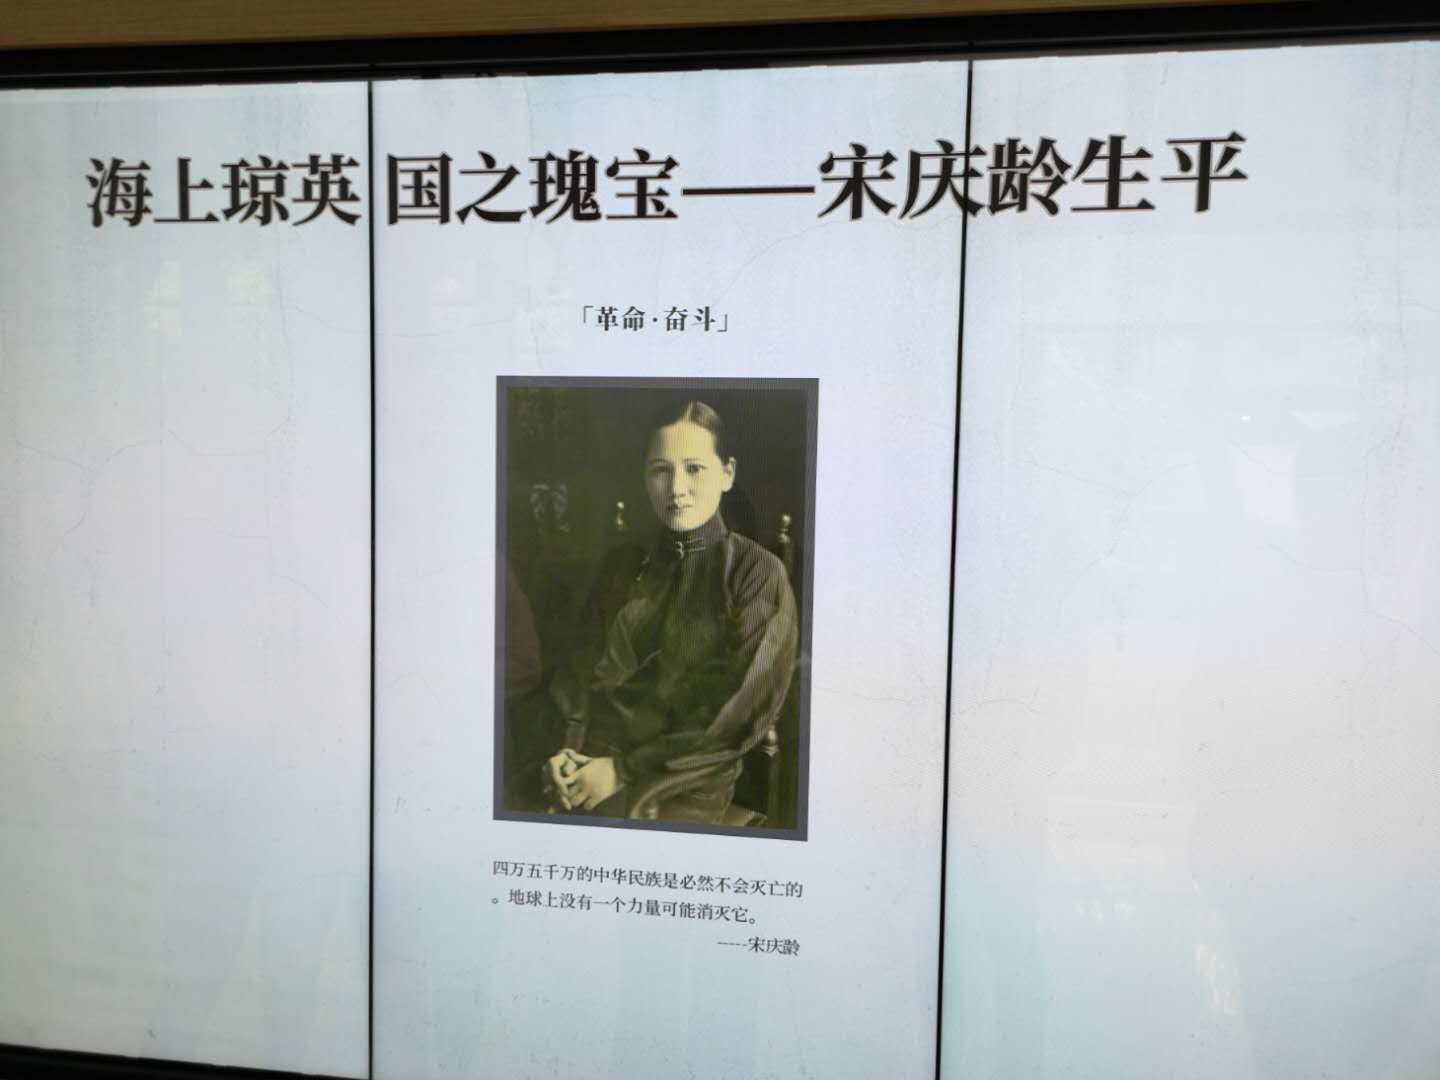 海上琼英 国之瑰宝——宋庆龄生平
「革命·奋斗」
四万五千万的中华民族是必然不会灭亡的
。地球上没有一个力量可能消灭它。
-----宋庆龄